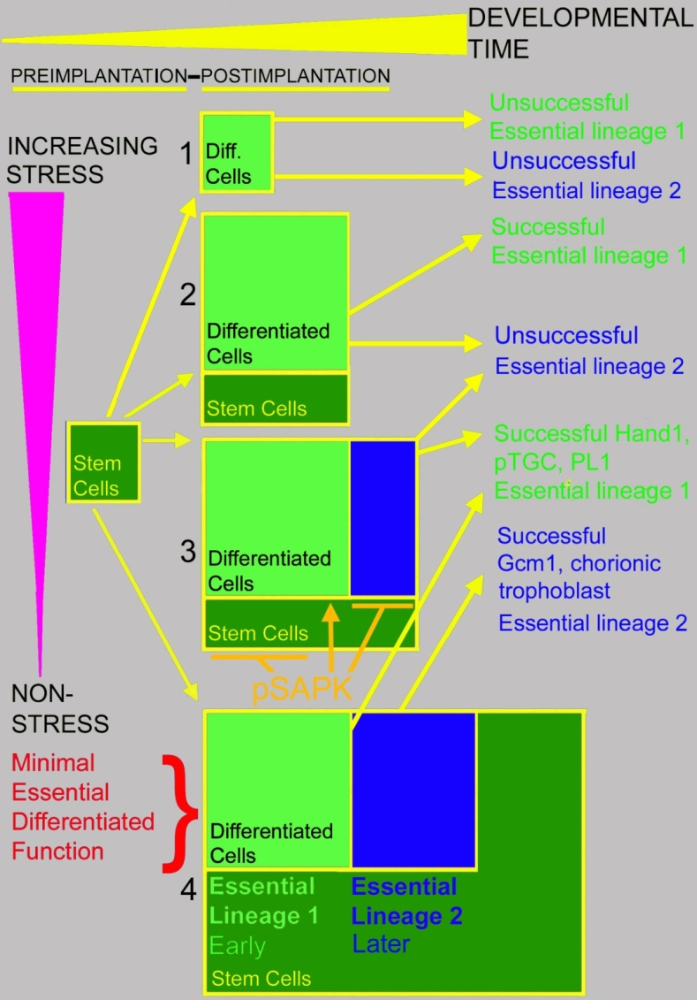 DEVELOPMENTAL
TIME
PREIMPLANTATION–POSTIMPLANTATION
INCREASING
STRESS
1
Diff.
Cells
Unsuccessful
Essential lineage 1
Unsuccessful
Essential lineage 2
2
Differentiated
Cells
Stem Cells
Successful
Essential lineage 1
Unsuccessful
Essential lineage 2
Stem
Cells
3
Differentiated
Cells
Stem Cells
pSAPK
Successful Hand1,
pTGC, PL1
Essential lineage 1
Successful
Gcm1, chorionic
trophoblast
Essential lineage 2
NON-
STRESS
Minimal
Essential
Differentiated
Function
4
Differentiated
Cells
Essential
Lineage 1
Early
Essential
Lineage 2
Later
Stem Cells